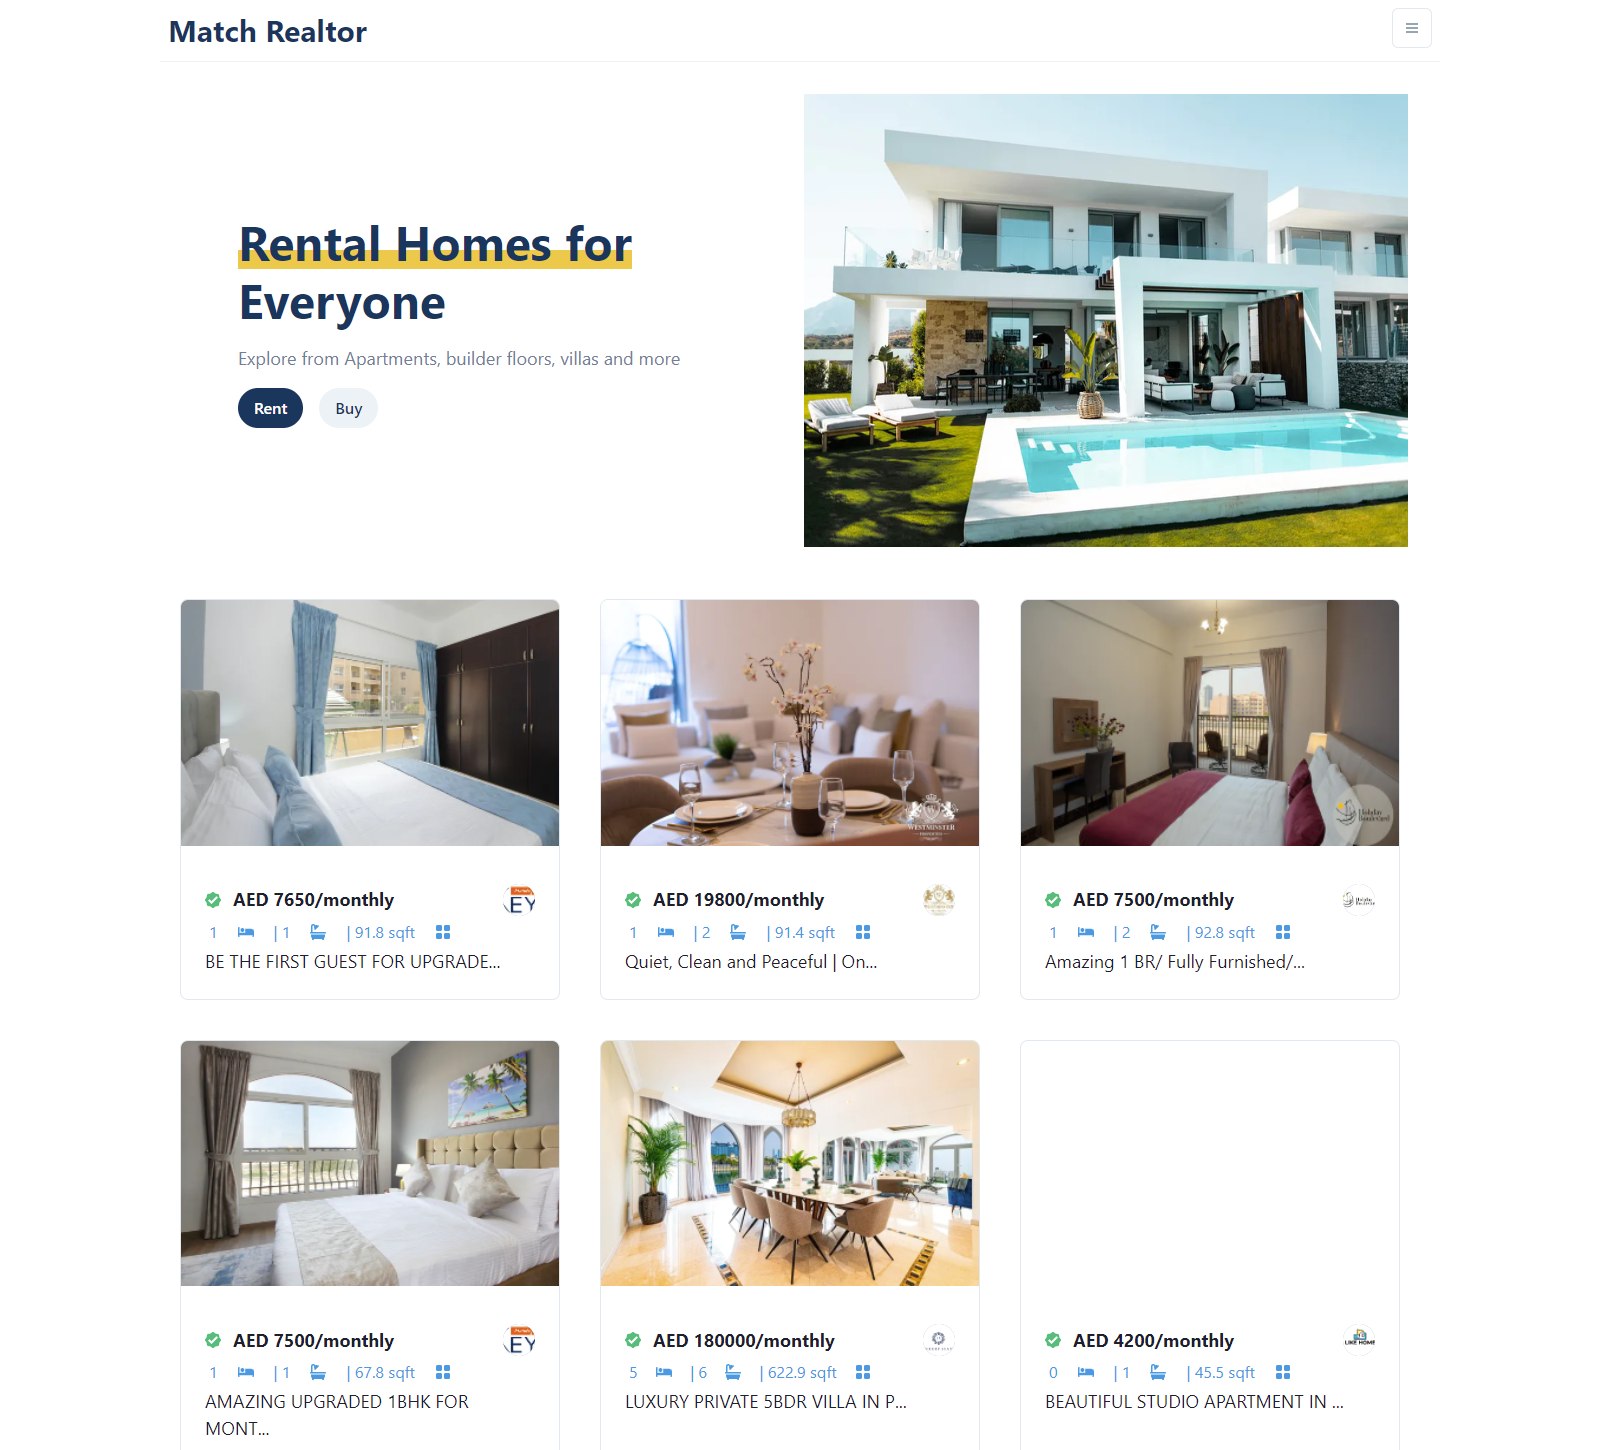 Match Realtor
Rental Homes for
Everyone
Explore from Apartments, builder floors, villas and more
Rent
Buy
WESTMINSTER
Holiday
Boulevard
AED 7650/monthly
EY
1 | 1 | 91.8 sqft
BE THE FIRST GUEST FOR UPGRADE...
AED 19800/monthly
1 | 2 | 91.4 sqft
Quiet, Clean and Peaceful | On...
AED 7500/monthly
1 | 2 | 92.8 sqft
Amazing 1 BR/ Fully Furnished/...
AED 7500/monthly
EY
1 | 1 | 67.8 sqft
AMAZING UPGRADED 1BHK FOR
MONT...
AED 180000/monthly
5 | 6 | 622.9 sqft
LUXURY PRIVATE 5BDR VILLA IN P...
AED 4200/monthly
LIKE HOME
0 | 1 | 45.5 sqft
BEAUTIFUL STUDIO APARTMENT IN ...